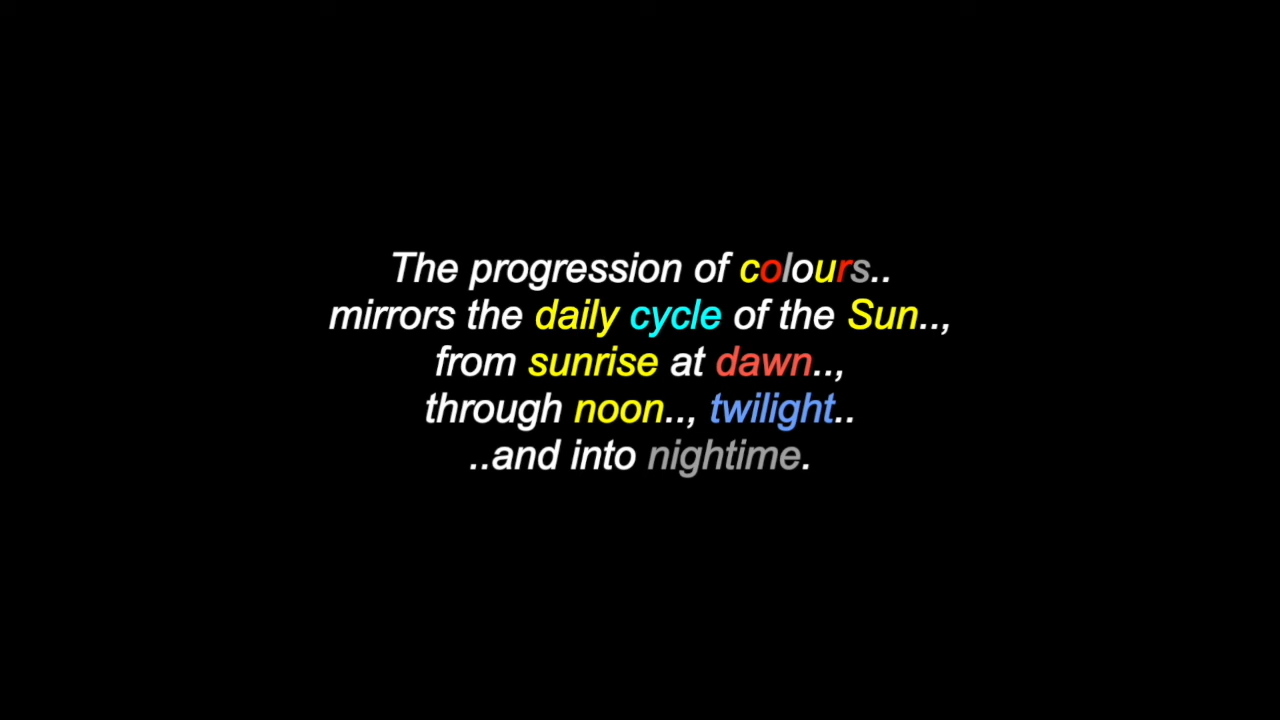 The progression of colours..
mirrors the daily cycle of the Sun..,
from sunrise at dawn..,
through noon.., twilight..
..and into nightime.